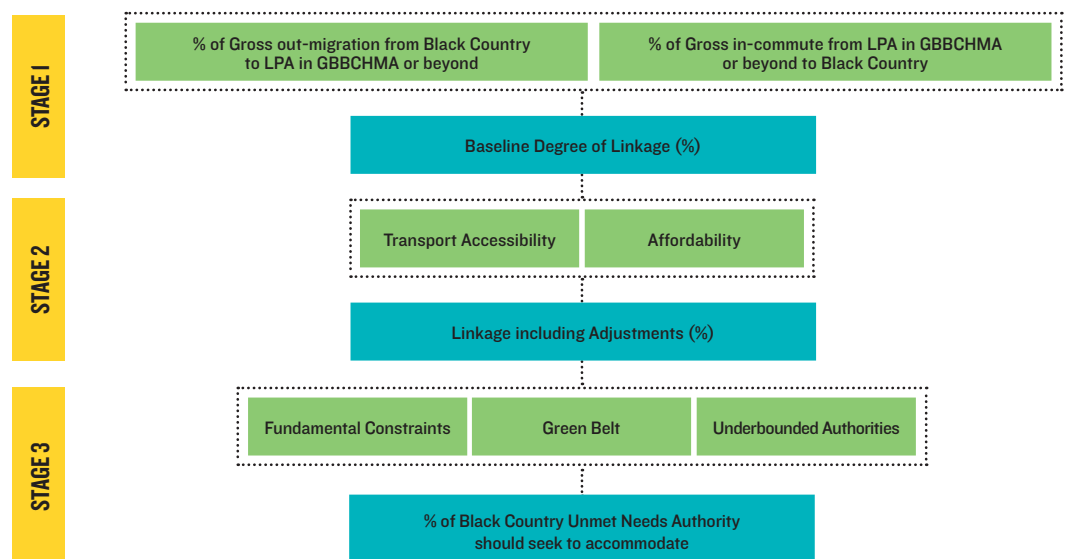 STAGE 1
% of Gross out-migration from Black Country
to LPA in GBBCHMA or beyond
% of Gross in-commute from LPA in GBBCHMA
or beyond to Black Country
Baseline Degree of Linkage (%)
STAGE 2
Transport Accessibility
Affordability
Linkage including Adjustments (%)
STAGE 3
Fundamental Constraints
Green Belt
Underbounded Authorities
% of Black Country Unmet Needs Authority
should seek to accommodate